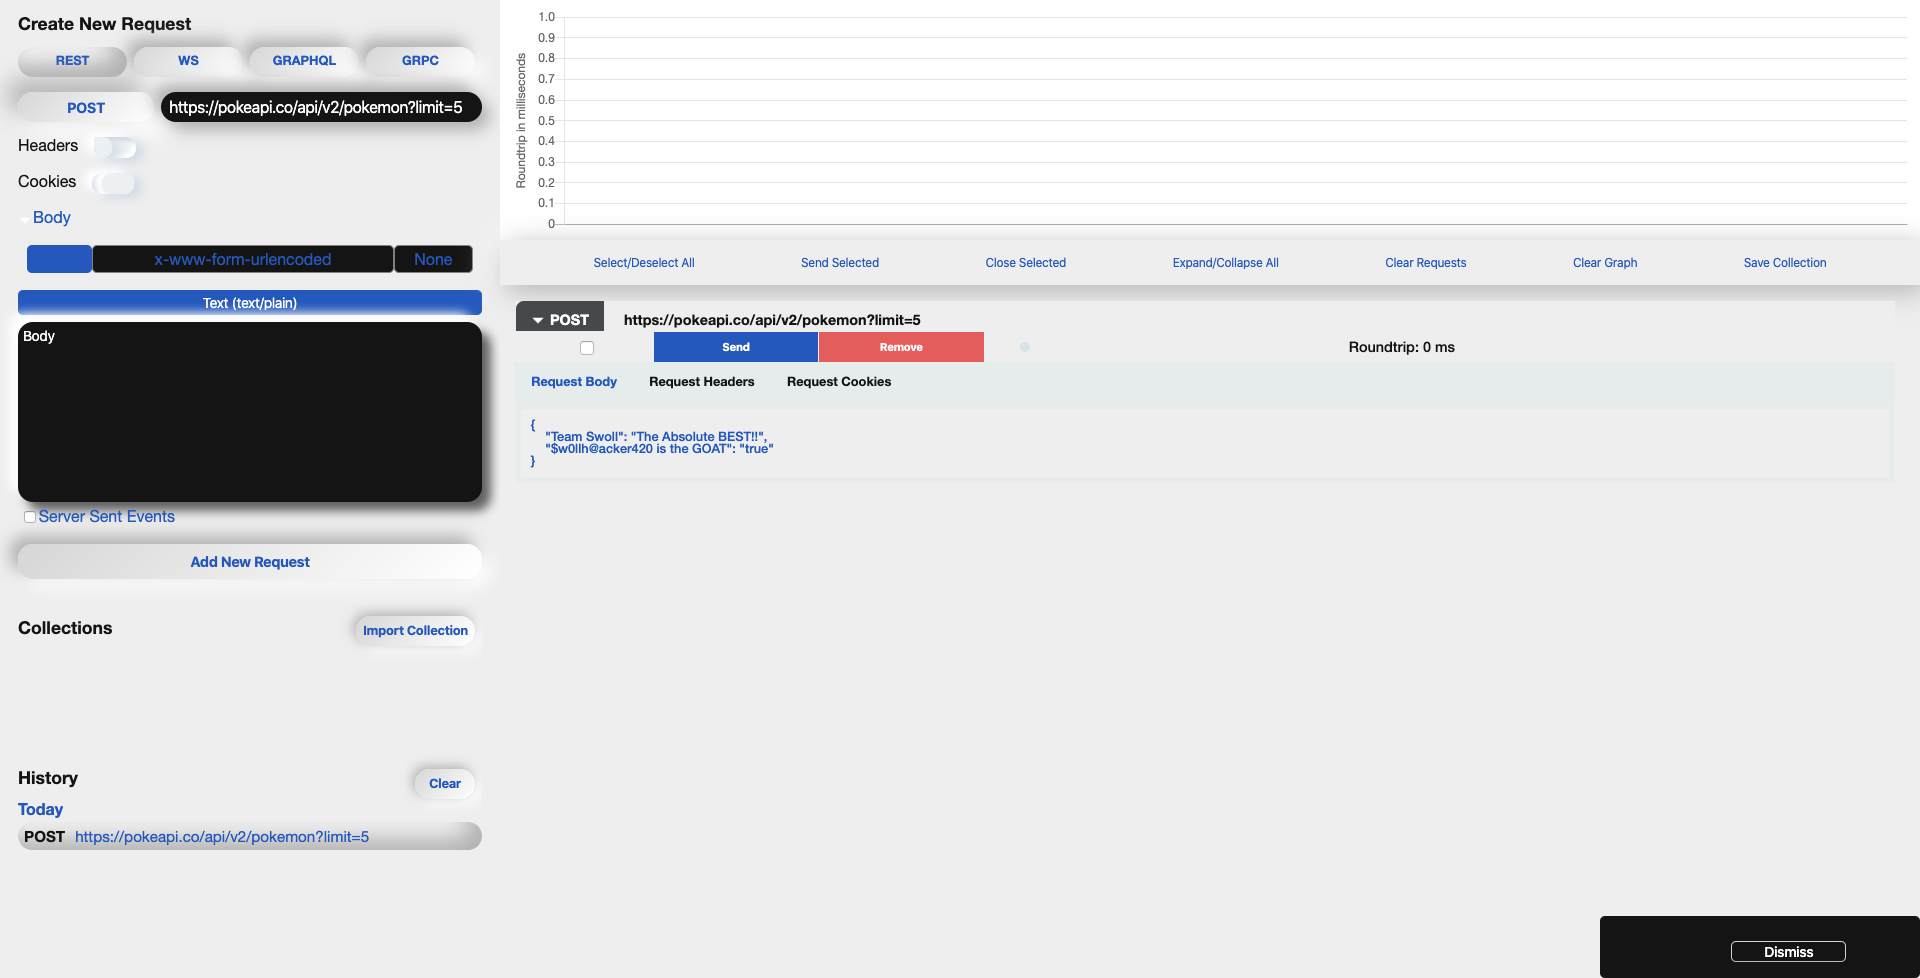 Create New Request
REST WS GRAPHQL GRPC
POST https://pokeapi.co/api/v2/pokemon?limit=5
Headers
Cookies
Body
x-www-form-urlencoded None
Text (text/plain)
Body
Server Sent Events
Add New Request
Collections Import Collection
History Clear
Today
POST https://pokeapi.co/api/v2/pokemon?limit=5
Roundtrip in milliseconds
1.0
0.9
0.8
0.7
0.6
0.5
0.4
0.3
0.2
0.1
0
Select/Deselect All Send Selected Close Selected Expand/Collapse All Clear Requests Clear Graph Save Collection
POST https://pokeapi.co/api/v2/pokemon?limit=5
Send Remove Roundtrip: 0 ms
Request Body Request Headers Request Cookies
{
"Team Swoll": "The Absolute BEST!!",
"$w0llh@acker420 is the GOAT": "true"
}
Dismiss